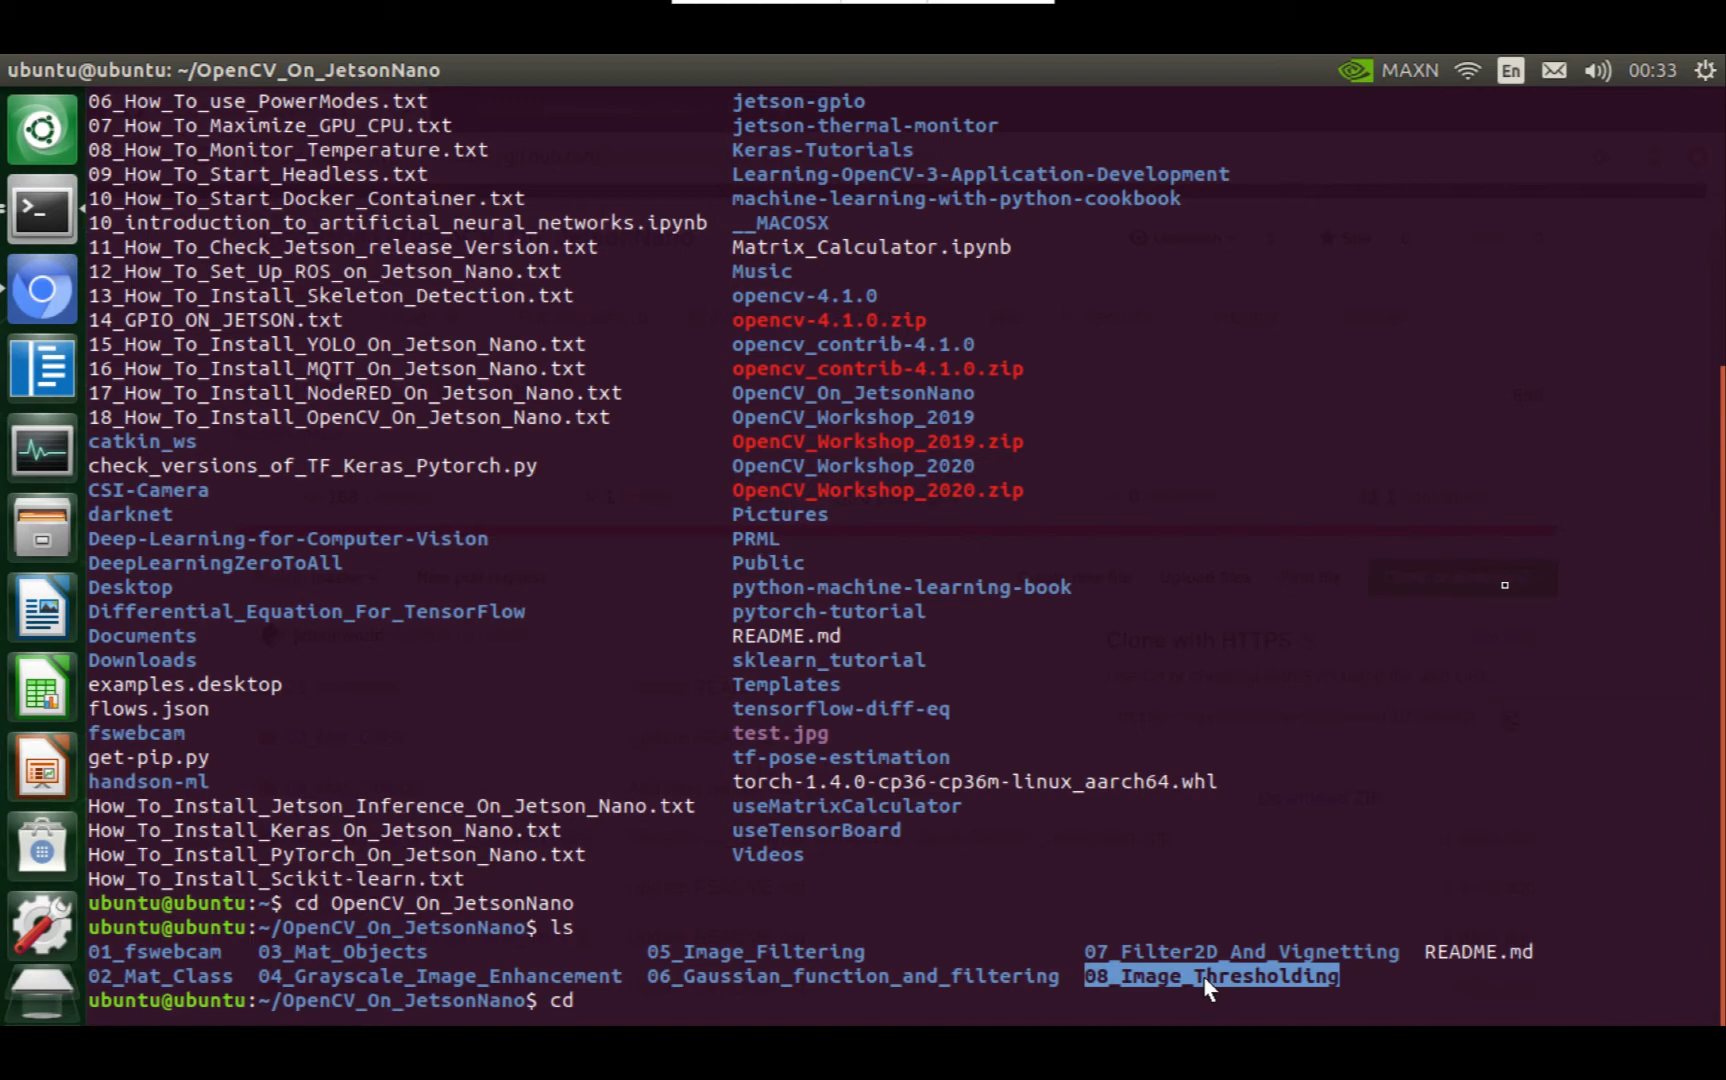 ubuntu@ubuntu: ~/OpenCV_On_JetsonNano MAXN En 00:33
06_How_To_use_PowerModes.txt jetson-gpio
07_How_To_Maximize_GPU_CPU.txt jetson-thermal-monitor
08_How_To_Monitor_Temperature.txt Keras-Tutorials
09_How_To_Start_Headless.txt Learning-OpenCV-3-Application-Development
10_How_To_Start_Docker_Container.txt machine-learning-with-python-cookbook
10_introduction_to_artificial_neural_networks.ipynb __MACOSX
11_How_To_Check_Jetson_release_Version.txt Matrix_Calculator.ipynb
12_How_To_Set_Up_ROS_on_Jetson_Nano.txt Music
13_How_To_Install_Skeleton_Detection.txt opencv-4.1.0
14_GPIO_ON_JETSON.txt opencv-4.1.0.zip
15_How_To_Install_YOLO_On_Jetson_Nano.txt opencv_contrib-4.1.0
16_How_To_Install_MQTT_On_Jetson_Nano.txt opencv_contrib-4.1.0.zip
17_How_To_Install_NodeRED_On_Jetson_Nano.txt OpenCV_On_JetsonNano
18_How_To_Install_OpenCV_On_Jetson_Nano.txt OpenCV_Workshop_2019
catkin_ws OpenCV_Workshop_2019.zip
check_versions_of_TF_Keras_Pytorch.py OpenCV_Workshop_2020
CSI-Camera OpenCV_Workshop_2020.zip
darknet Pictures
Deep-Learning-for-Computer-Vision PRML
DeepLearningZeroToAll Public
Desktop python-machine-learning-book
Differential_Equation_For_TensorFlow pytorch-tutorial
Documents README.md
Downloads sklearn_tutorial
examples.desktop Templates
flows.json tensorflow-diff-eq
fswebcam test.jpg
get-pip.py tf-pose-estimation
handson-ml torch-1.4.0-cp36-cp36m-linux_aarch64.whl
How_To_Install_Jetson_Inference_On_Jetson_Nano.txt useMatrixCalculator
How_To_Install_Keras_On_Jetson_Nano.txt useTensorBoard
How_To_Install_PyTorch_On_Jetson_Nano.txt Videos
How_To_Install_Scikit-learn.txt
ubuntu@ubuntu:~$ cd OpenCV_On_JetsonNano
ubuntu@ubuntu:~/OpenCV_On_JetsonNano$ ls
01_fswebcam 03_Mat_Objects 05_Image_Filtering 07_Filter2D_And_Vignetting README.md
02_Mat_Class 04_Grayscale_Image_Enhancement 06_Gaussian_function_and_filtering 08_Image_Thresholding
ubuntu@ubuntu:~/OpenCV_On_JetsonNano$ cd
Clone with HTTPS